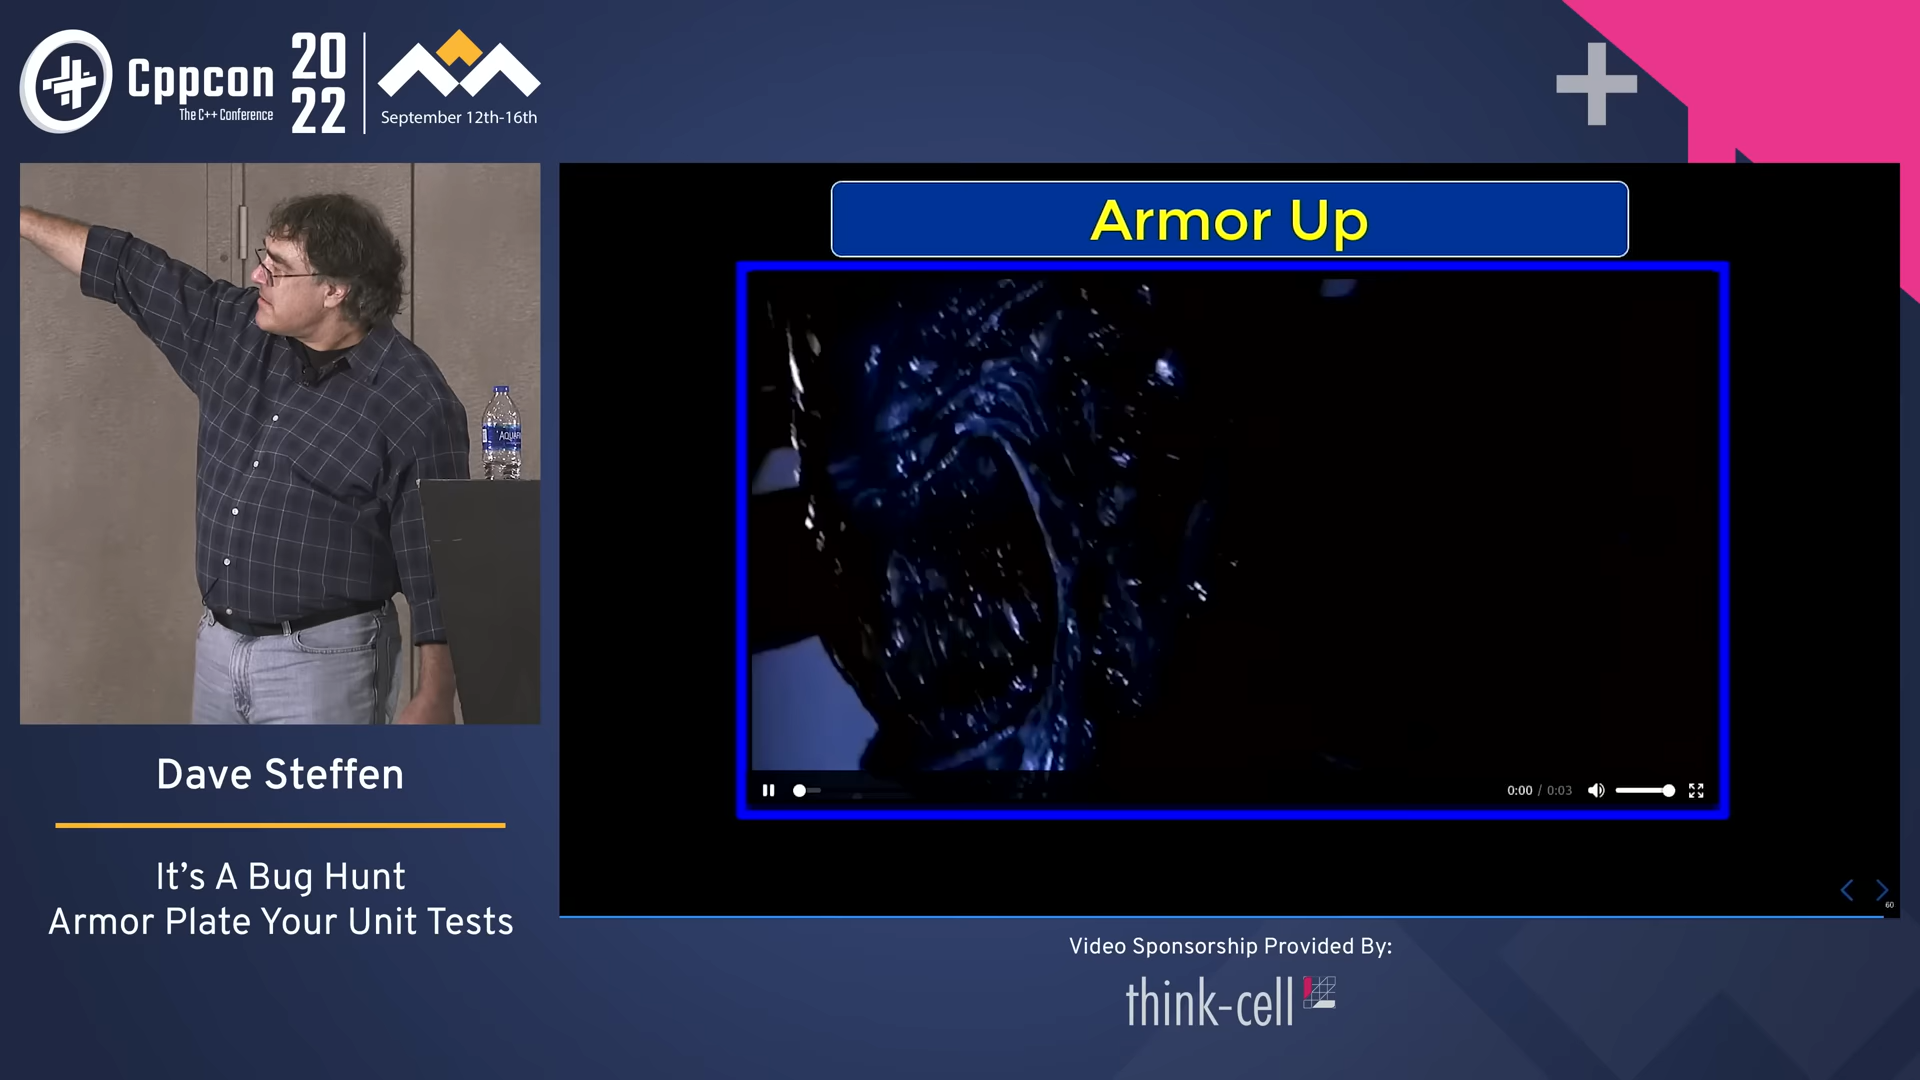 Cppcon
The C++ Conference
20
22
September 12th-16th
Armor Up
0:00 / 0:03
60
Dave Steffen
It's A Bug Hunt
Armor Plate Your Unit Tests
Video Sponsorship Provided By:
think-cell